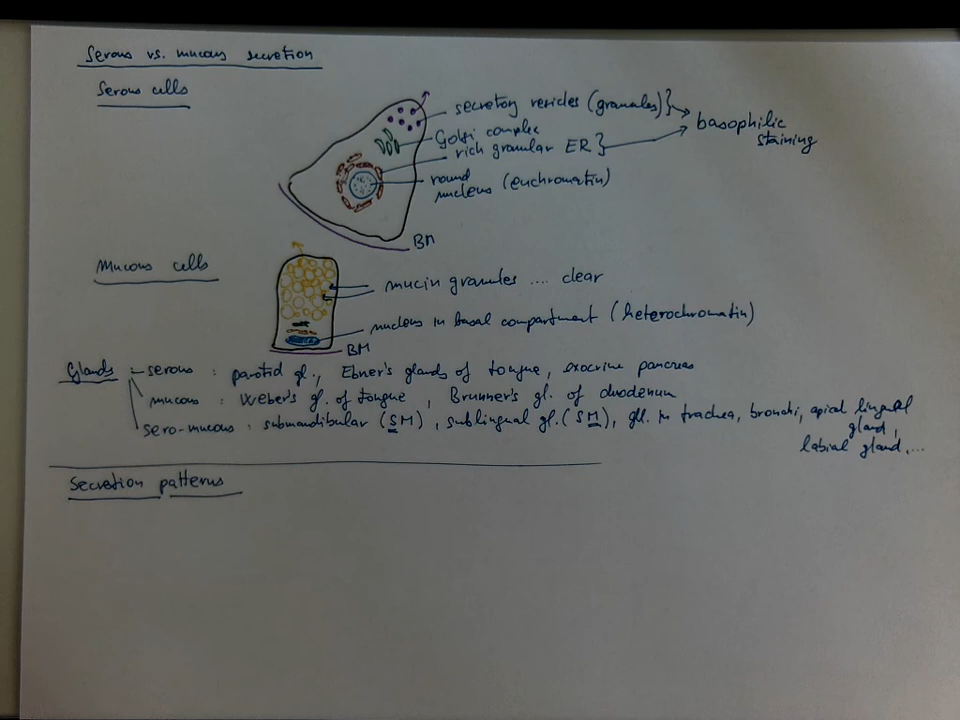 Serous vs. mucous secretion
Serous cells
secretory vesicles (granules)
Golgi complex
rich granular ER
basophilic
staining
round
nucleus (euchromatin)
BM
Mucous cells
mucin granules .... clear
nucleus in basal compartment (heterochromatin)
BM
Glands - serous : parotid gl., Ebner's glands of tongue, exocrine pancreas
mucous : Weber's gl. of tongue, Brunner's gl. of duodenum
sero-mucous : submandibular (SM), sublingual gl. (SM), gll. in trachea, bronchi, apical lingual
gland,
labial gland,...
Secretion patterns